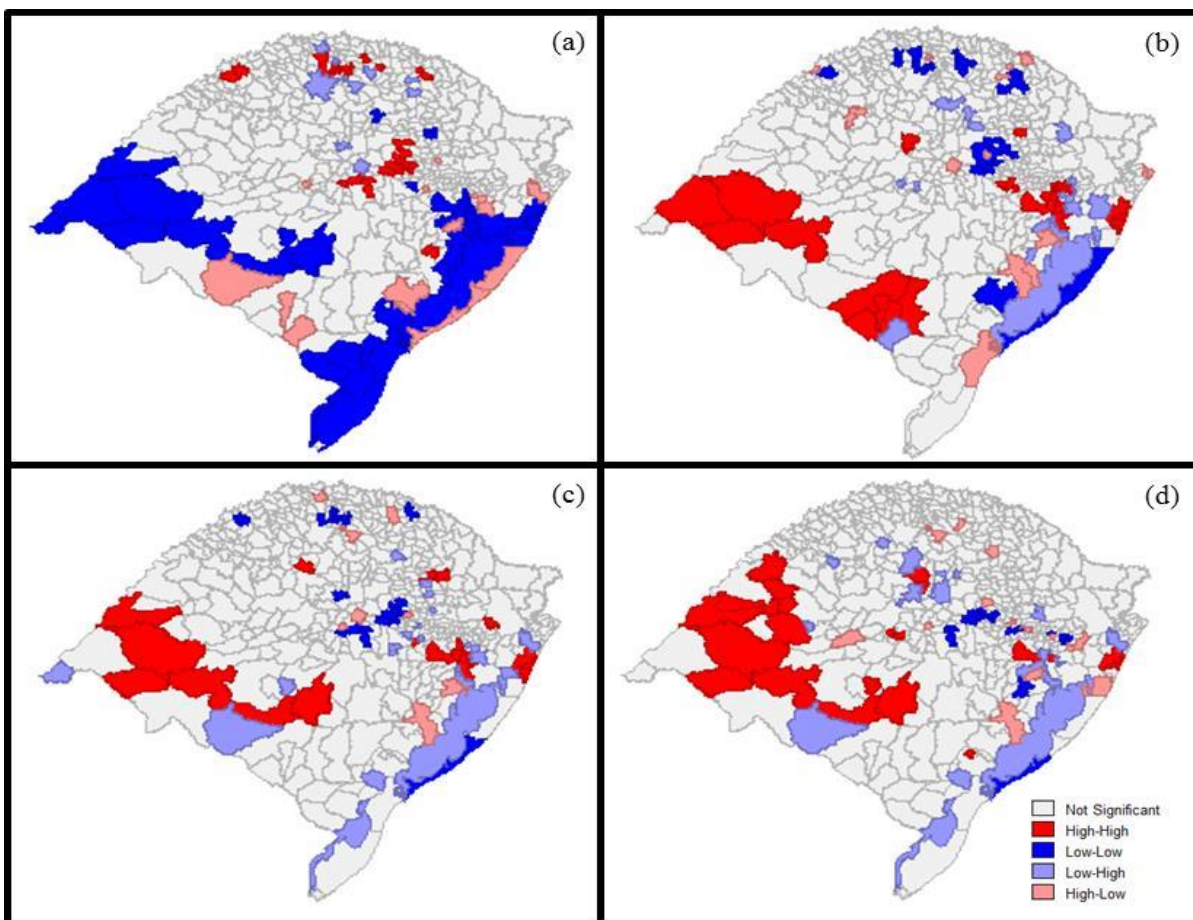 (a)
(b)
(c)
(d)
Not Significant
High-High
Low-Low
Low-High
High-Low